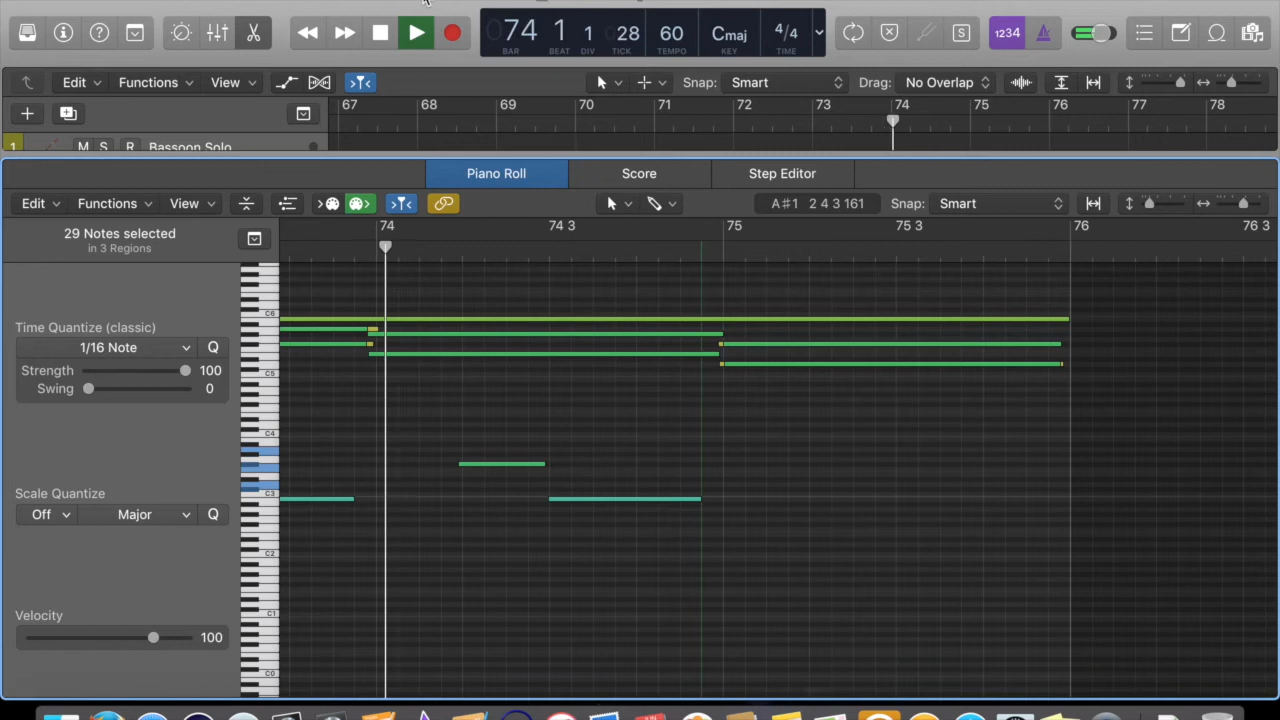 74 1 1 28 60 Cmaj 4/4
BAR BEAT DIV TICK TEMPO KEY TIME
1234
S
Edit Functions View Snap: Smart Drag: No Overlap
67 68 69 70 71 72 73 74 75 76 77 78
1 M S R Bassoon Solo
Piano Roll Score Step Editor
Edit Functions View A♯1 2 4 3 161 Snap: Smart
29 Notes selected
in 3 Regions
74 74 3 75 75 3 76 76 3
Time Quantize (classic)
1/16 Note Q
Strength 100
Swing 0
Scale Quantize
Off Major Q
Velocity
100
C6
C5
C4
C3
C2
C1
C0